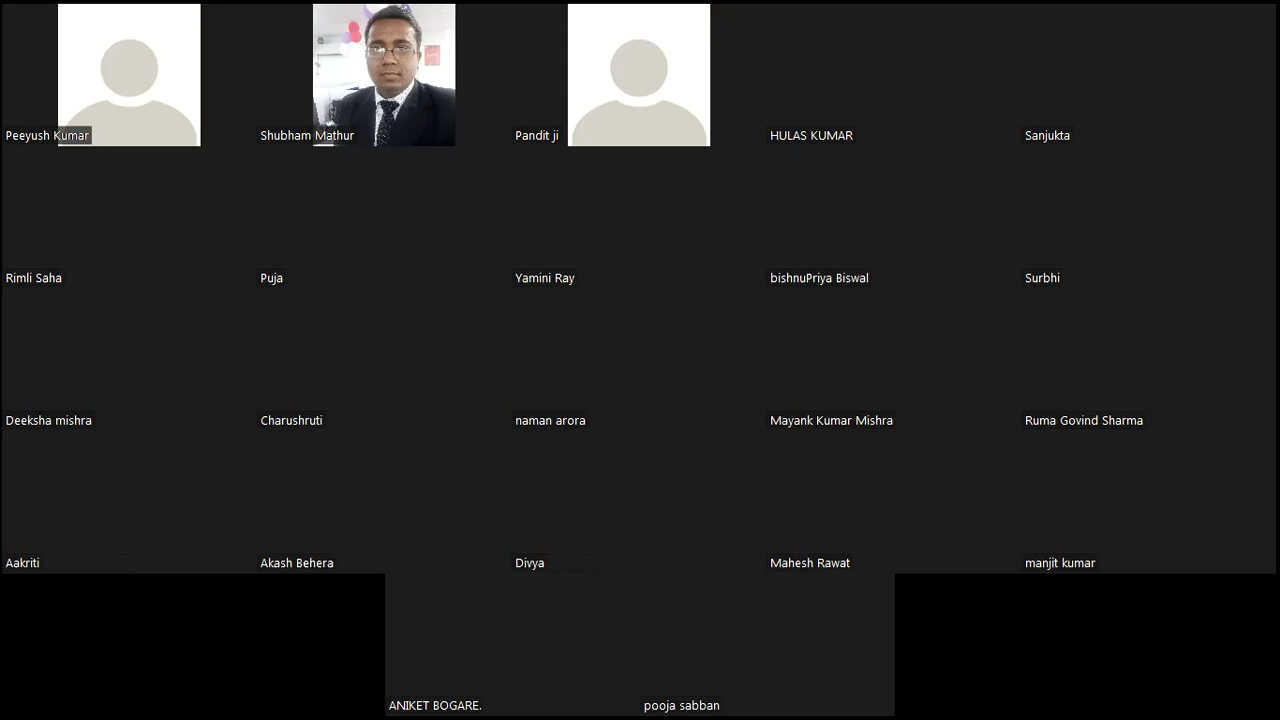 Peeyush Kumar
Shubham Mathur
Pandit ji
HULAS KUMAR
Sanjukta
Rimli Saha
Puja
Yamini Ray
bishnuPriya Biswal
Surbhi
Deeksha mishra
Charushruti
naman arora
Mayank Kumar Mishra
Ruma Govind Sharma
Aakriti
Akash Behera
Divya
Mahesh Rawat
manjit kumar
ANIKET BOGARE.
pooja sabban